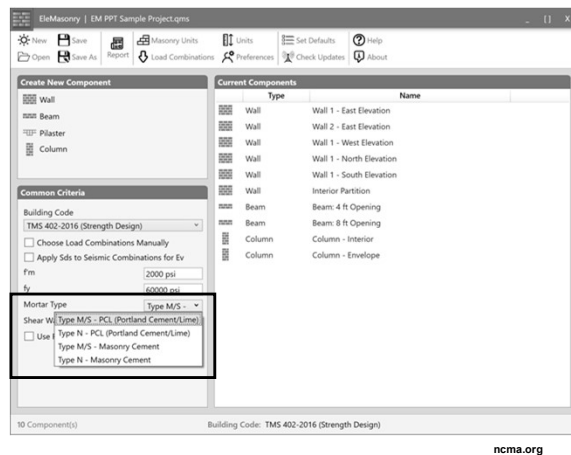 EleMasonry | EM PPT Sample Project.qms
New Save Report Masonry Units Units Set Defaults Help
Open Save As Load Combinations Preferences Check Updates About
Create New Component
Wall
Beam
Pilaster
Column
Common Criteria
Building Code
TMS 402-2016 (Strength Design)
Choose Load Combinations Manually
Apply Sds to Seismic Combinations for Ev
f'm 2000 psi
fy 60000 psi
Mortar Type Type M/S -
Shear
Type M/S - PCL (Portland Cement/Lime)
Type N - PCL (Portland Cement/Lime)
Use
Type M/S - Masonry Cement
Type N - Masonry Cement
Current Components
Type Name
Wall Wall 1 - East Elevation
Wall Wall 2 - East Elevation
Wall Wall 1 - West Elevation
Wall Wall 1 - North Elevation
Wall Wall 1 - South Elevation
Wall Interior Partition
Beam Beam: 4 ft Opening
Beam Beam: 8 ft Opening
Column Column - Interior
Column Column - Envelope
10 Component(s) Building Code: TMS 402-2016 (Strength Design)
ncma.org